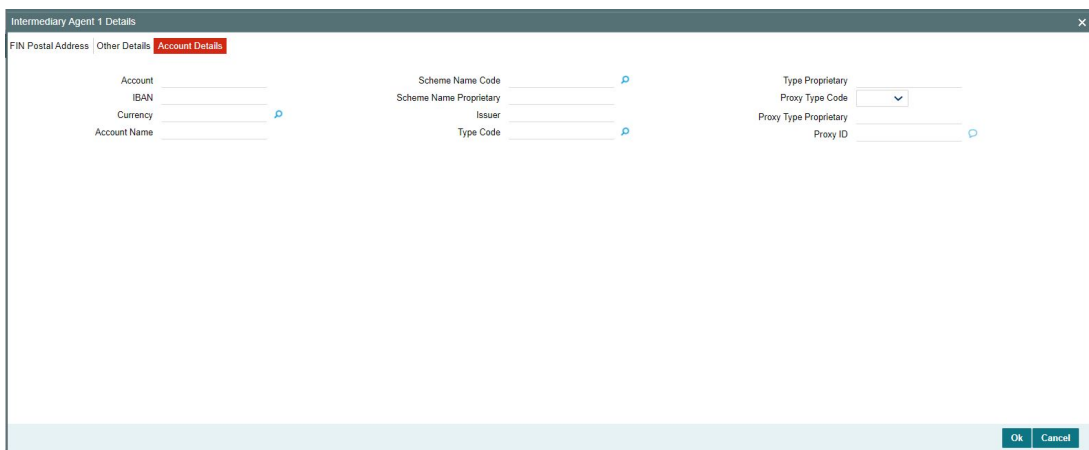 Intermediary Agent 1 Details
FIN Postal Address Other Details Account Details
Account Scheme Name Code Type Proprietary
IBAN Scheme Name Proprietary Proxy Type Code
Currency Issuer Proxy Type Proprietary
Account Name Type Code Proxy ID
Ok Cancel